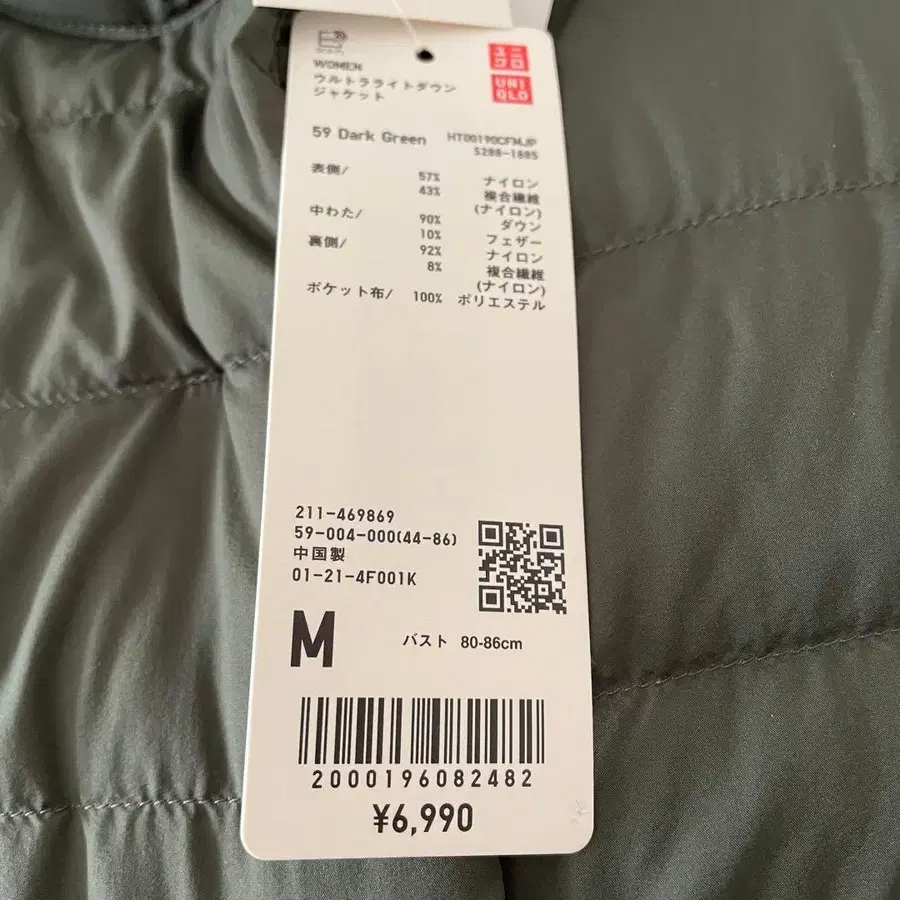 WOMEN
ウルトラライトダウン
ジャケット
ユニ
クロ
UNI
QLO
59 Dark Green HT00190CFMJP
S288-188S
表側/ 57% ナイロン
43% 複合繊維
(ナイロン)
中わた/ 90% ダウン
10% フェザー
裏側/ 92% ナイロン
8% 複合繊維
(ナイロン)
ポケット布/ 100% ポリエステル
211-469869
59-004-000(44-86)
中国製
01-21-4F001K
M バスト 80-86cm
2000196082482
¥6,990